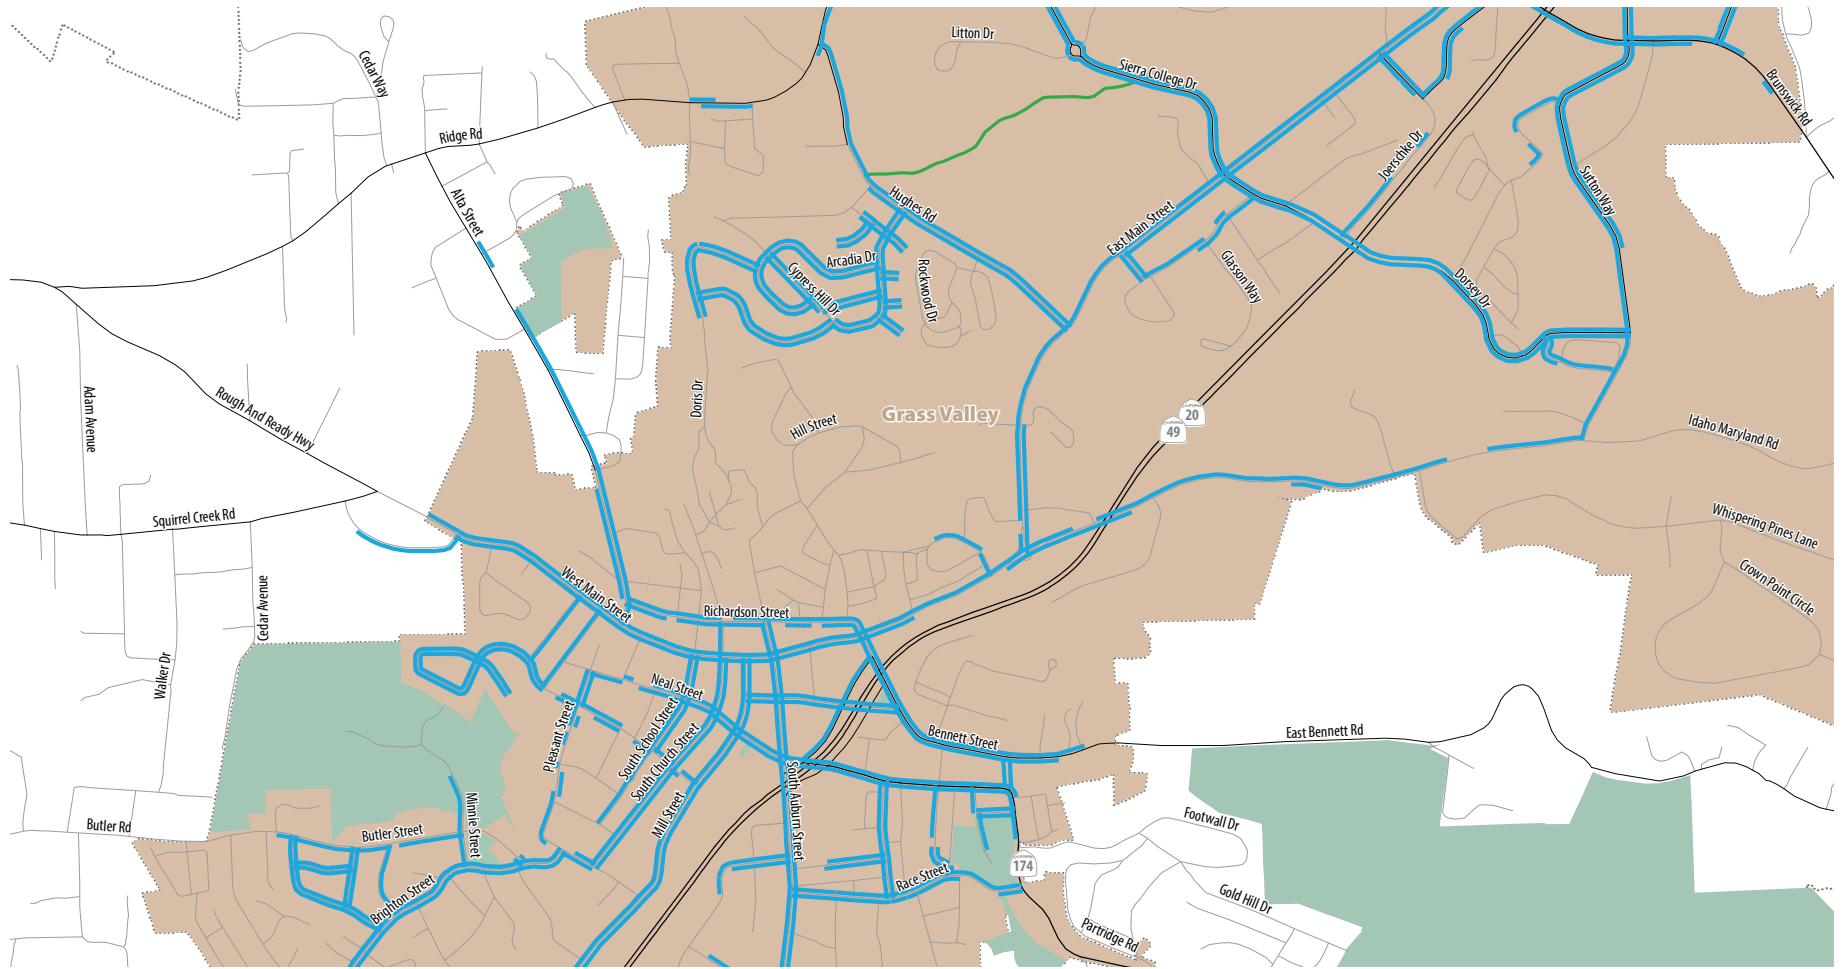 Litton Dr
Cedar Way
Sierra College Dr
Brunswick Rd
Ridge Rd
Joerschke Dr
Alta Street
Hughes Rd
Sutton Way
East Main Street
Arcadia Dr
Cypress Hill Dr
Rockwood Dr
Glasson Way
Dorsey Dr
Adam Avenue
Rough And Ready Hwy
Doris Dr
Hill Street
Grass Valley
CALIFORNIA
20
CALIFORNIA
49
Idaho Maryland Rd
Squirrel Creek Rd
Whispering Pines Lane
Crown Point Circle
Cedar Avenue
West Main Street
Richardson Street
Walker Dr
Neal Street
Pleasant Street
South School Street
South Church Street
Bennett Street
East Bennett Rd
Mill Street
South Auburn Street
Minnie Street
Butler Rd
Butler Street
Footwall Dr
CALIFORNIA
174
Race Street
Brighton Street
Gold Hill Dr
Partridge Rd